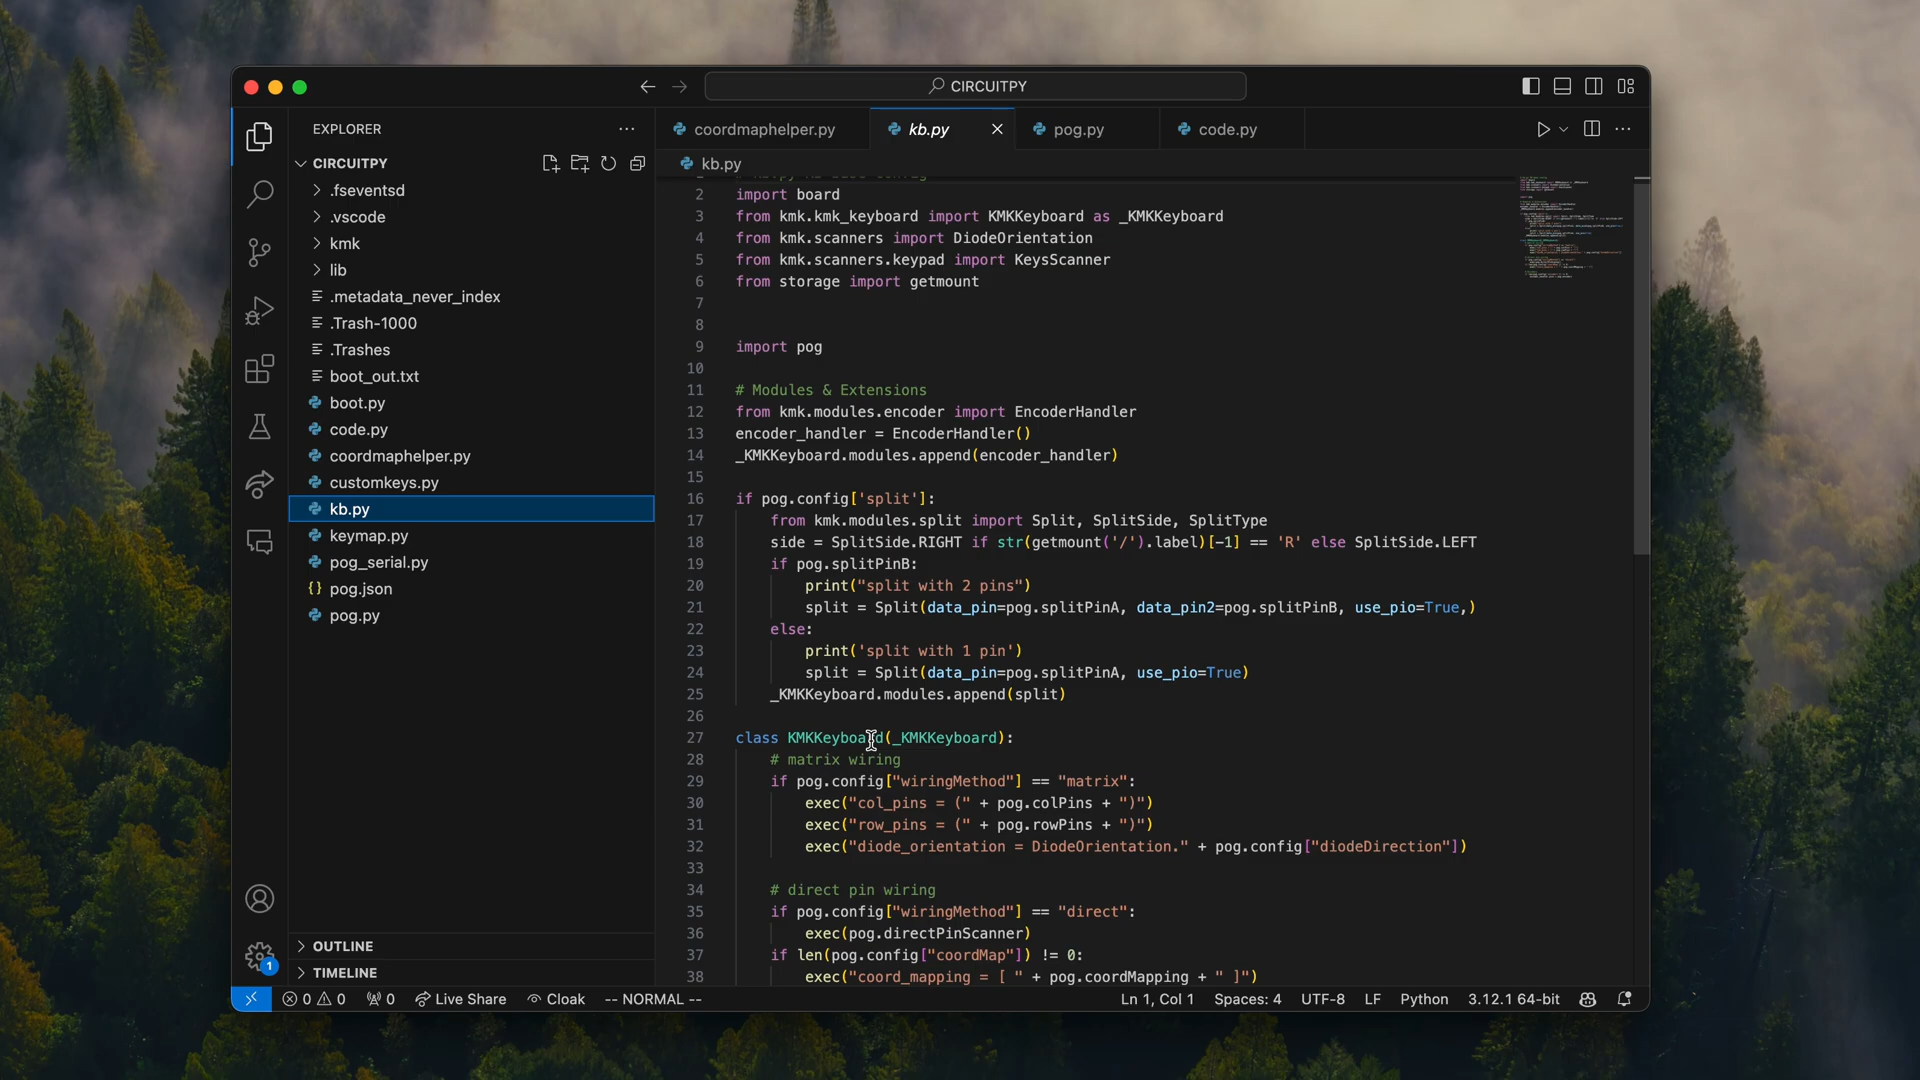 CIRCUITPY
EXPLORER
CIRCUITPY
.fseventsd
.vscode
kmk
lib
.metadata_never_index
.Trash-1000
.Trashes
boot_out.txt
boot.py
code.py
coordmaphelper.py
customkeys.py
kb.py
keymap.py
pog_serial.py
{} pog.json
pog.py
OUTLINE
TIMELINE
coordmaphelper.py
kb.py
pog.py
code.py
kb.py
2 import board
3 from kmk.kmk_keyboard import KMKKeyboard as _KMKKeyboard
4 from kmk.scanners import DiodeOrientation
5 from kmk.scanners.keypad import KeysScanner
6 from storage import getmount
7
8
9 import pog
10
11 # Modules & Extensions
12 from kmk.modules.encoder import EncoderHandler
13 encoder_handler = EncoderHandler()
14 _KMKKeyboard.modules.append(encoder_handler)
15
16 if pog.config['split']:
17 from kmk.modules.split import Split, SplitSide, SplitType
18 side = SplitSide.RIGHT if str(getmount('/').label)[-1] == 'R' else SplitSide.LEFT
19 if pog.splitPinB:
20 print("split with 2 pins")
21 split = Split(data_pin=pog.splitPinA, data_pin2=pog.splitPinB, use_pio=True,)
22 else:
23 print('split with 1 pin')
24 split = Split(data_pin=pog.splitPinA, use_pio=True)
25 _KMKKeyboard.modules.append(split)
26
27 class KMKKeyboard(_KMKKeyboard):
28 # matrix wiring
29 if pog.config["wiringMethod"] == "matrix":
30 exec("col_pins = (" + pog.colPins + ")")
31 exec("row_pins = (" + pog.rowPins + ")")
32 exec("diode_orientation = DiodeOrientation." + pog.config["diodeDirection"])
33
34 # direct pin wiring
35 if pog.config["wiringMethod"] == "direct":
36 exec(pog.directPinScanner)
37 if len(pog.config["coordMap"]) != 0:
38 exec("coord_mapping = [ " + pog.coordMapping + " ]")
1
0 0 0 Live Share Cloak -- NORMAL -- Ln 1, Col 1 Spaces: 4 UTF-8 LF Python 3.12.1 64-bit